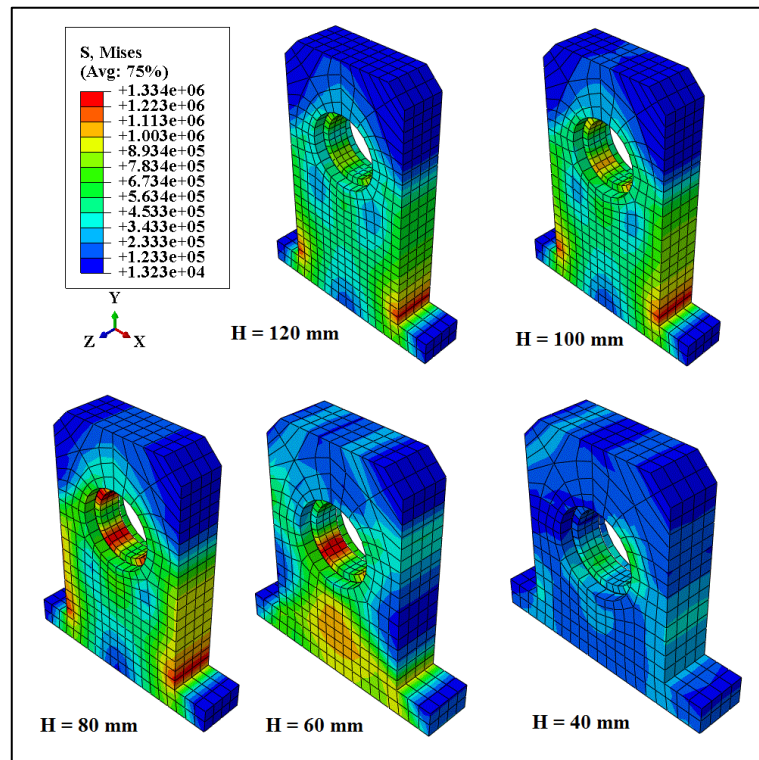 S, Mises
(Avg: 75%)
+1.334e+06
+1.223e+06
+1.113e+06
+1.003e+06
+8.934e+05
+7.834e+05
+6.734e+05
+5.634e+05
+4.533e+05
+3.433e+05
+2.333e+05
+1.233e+05
+1.323e+04
Y
Z X
H = 120 mm
H = 100 mm
H = 80 mm
H = 60 mm
H = 40 mm